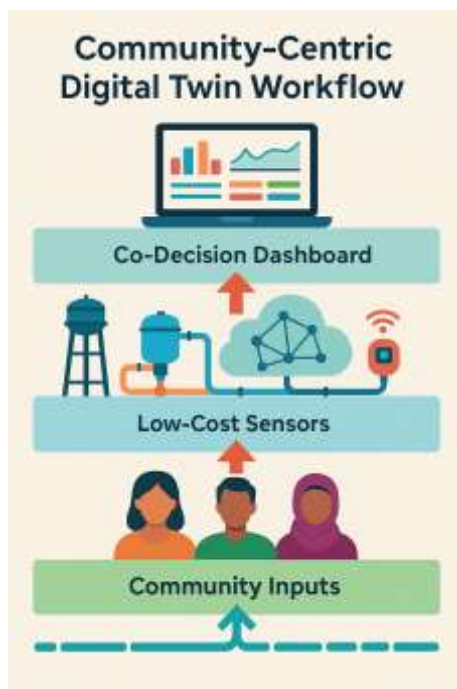 Community-Centric
Digital Twin Workflow
Co-Decision Dashboard
Low-Cost Sensors
Community Inputs